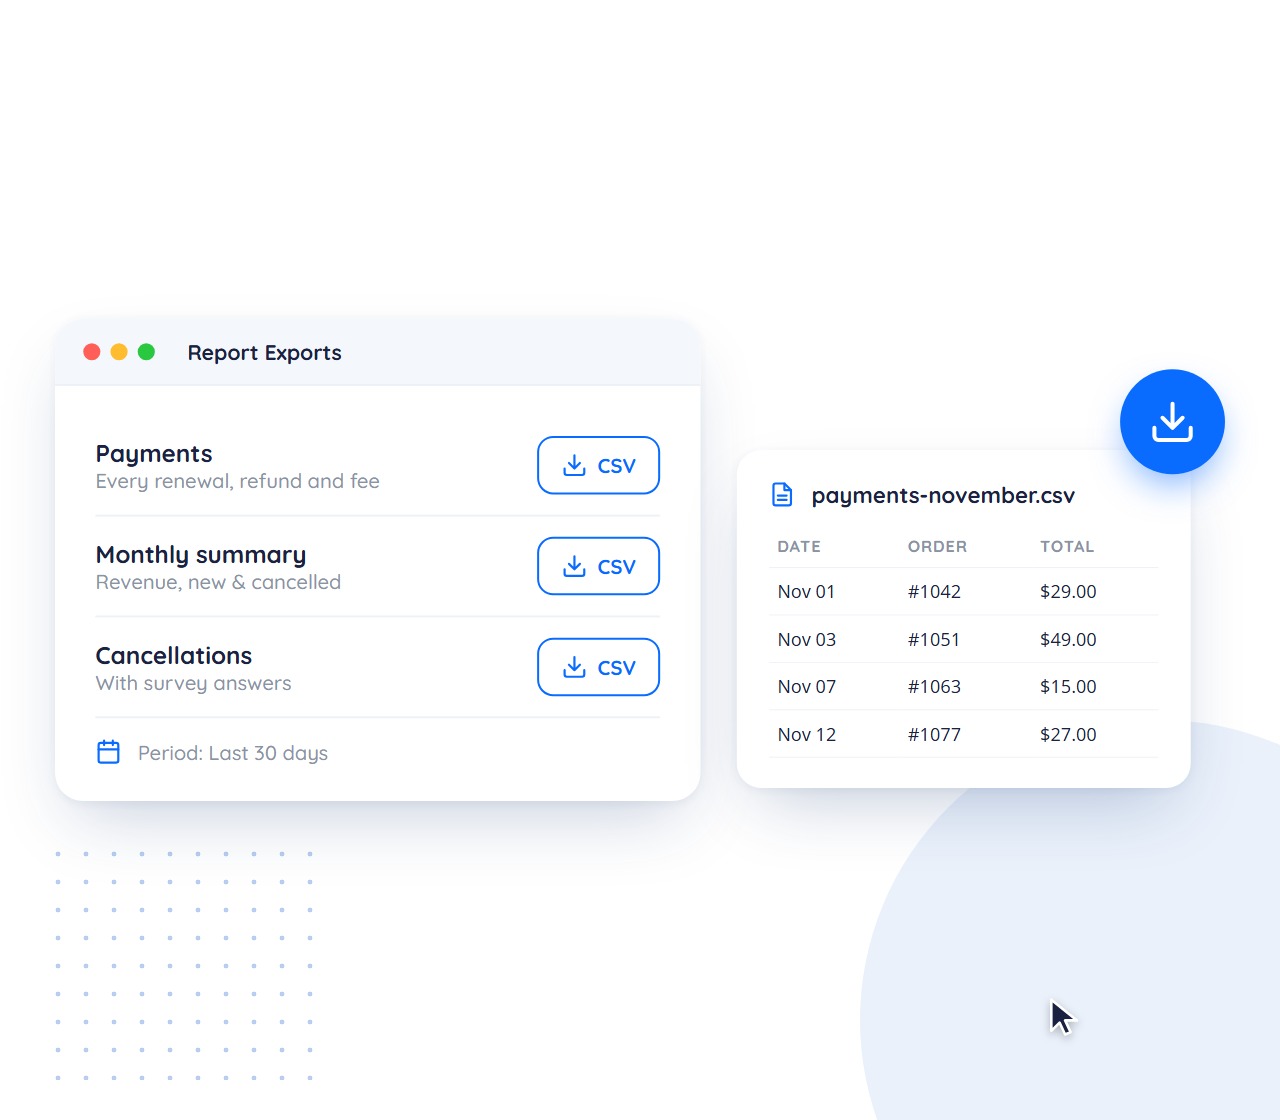 Report Exports
Payments
Every renewal, refund and fee
CSV
Monthly summary
Revenue, new & cancelled
CSV
Cancellations
With survey answers
CSV
Period: Last 30 days
payments-november.csv
DATE ORDER TOTAL
Nov 01 #1042 $29.00
Nov 03 #1051 $49.00
Nov 07 #1063 $15.00
Nov 12 #1077 $27.00